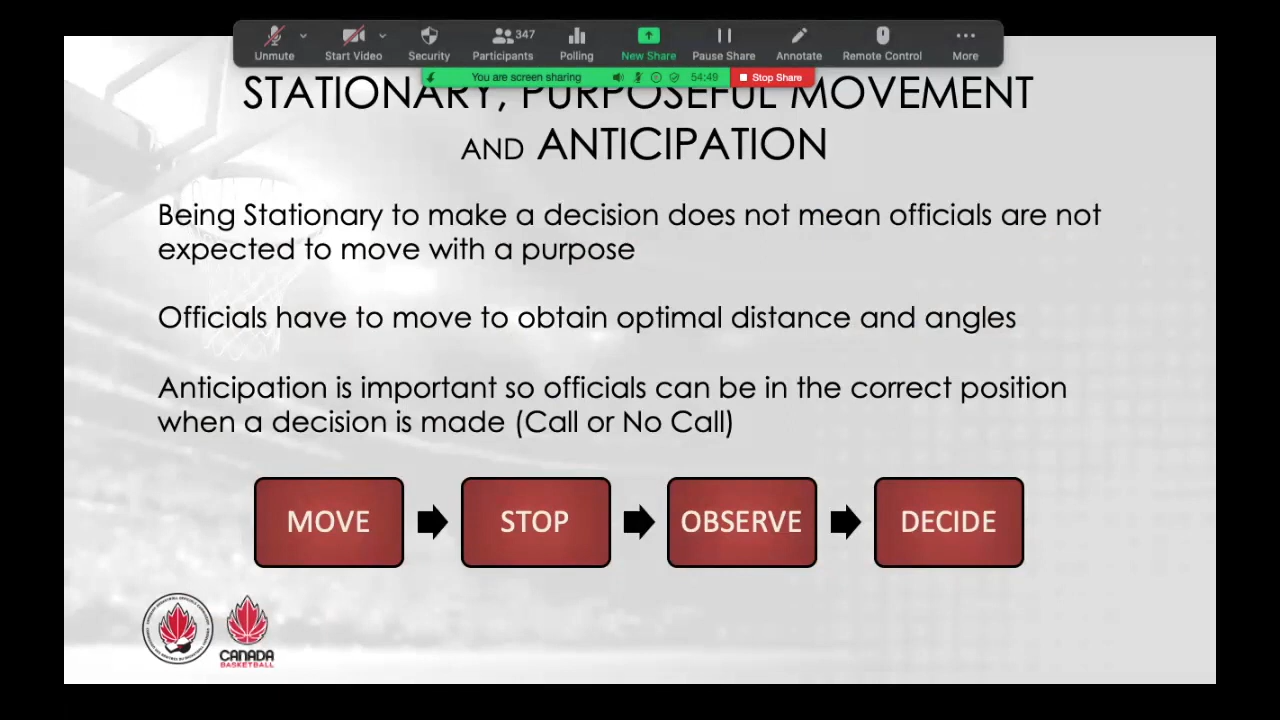 347
Unmute
Start Video
Security
Participants
Polling
New Share
Pause Share
Annotate
Remote Control
More
You are screen sharing
54:49
Stop Share
STATIONARY, PURPOSEFUL MOVEMENT
AND ANTICIPATION
Being Stationary to make a decision does not mean officials are not
expected to move with a purpose
Officials have to move to obtain optimal distance and angles
Anticipation is important so officials can be in the correct position
when a decision is made (Call or No Call)
MOVE
STOP
OBSERVE
DECIDE
CANADA
BASKETBALL